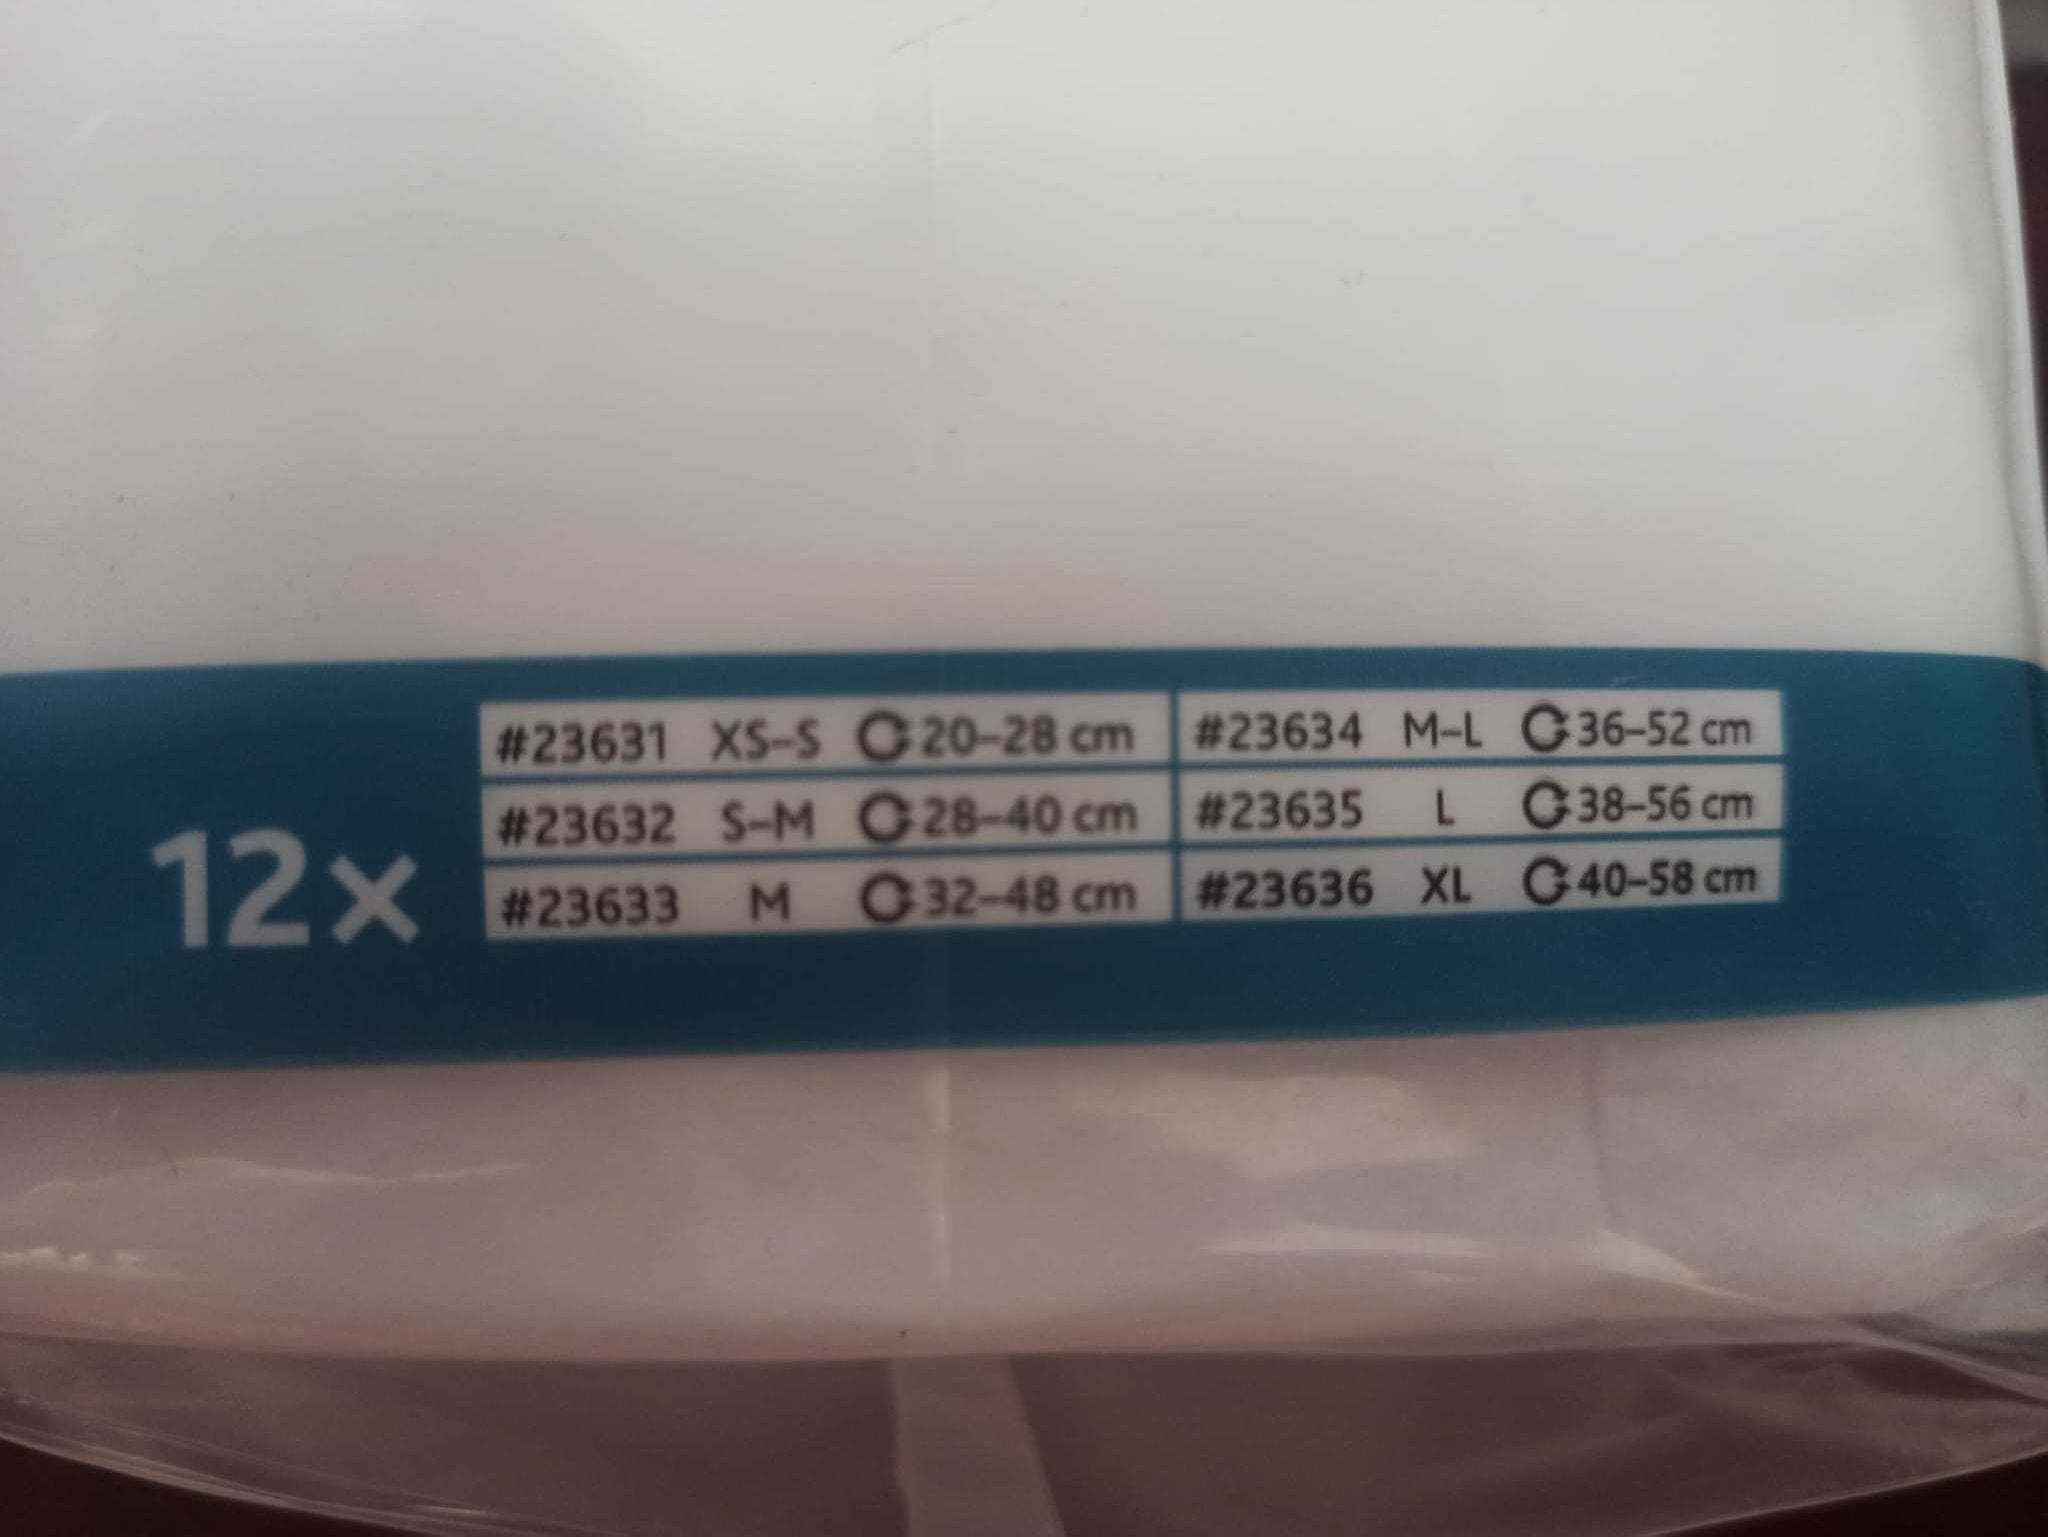 12x
#23631 XS–S 20–28 cm
#23632 S–M 28–40 cm
#23633 M 32–48 cm
#23634 M–L 36–52 cm
#23635 L 38–56 cm
#23636 XL 40–58 cm